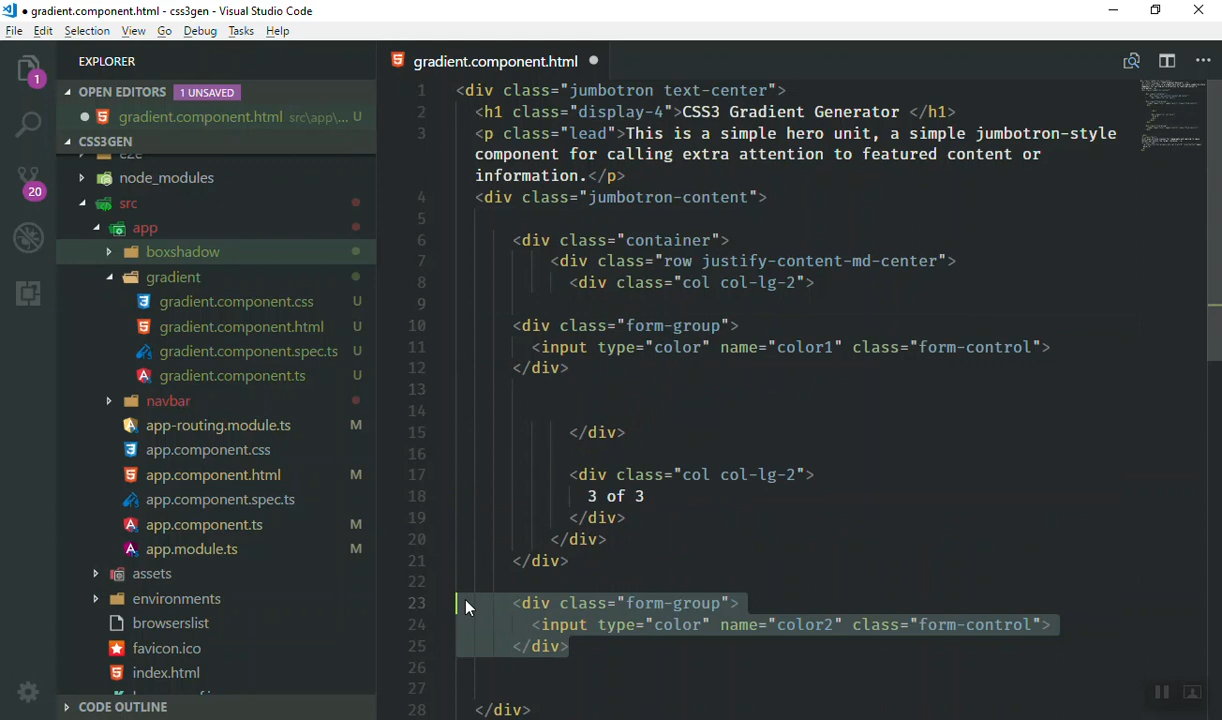 gradient.component.html - css3gen - Visual Studio Code
File Edit Selection View Go Debug Tasks Help
EXPLORER
gradient.component.html
OPEN EDITORS 1 UNSAVED
gradient.component.html src\app\... U
CSS3GEN
node_modules
src
app
boxshadow
gradient
gradient.component.css U
gradient.component.html U
gradient.component.spec.ts U
gradient.component.ts U
navbar
app-routing.module.ts M
app.component.css
app.component.html M
app.component.spec.ts
app.component.ts M
app.module.ts M
assets
environments
browserslist
favicon.ico
index.html
CODE OUTLINE
1
20
1 <div class="jumbotron text-center">
2 <h1 class="display-4">CSS3 Gradient Generator </h1>
3 <p class="lead">This is a simple hero unit, a simple jumbotron-style
component for calling extra attention to featured content or
information.</p>
4 <div class="jumbotron-content">
5
6 <div class="container">
7 <div class="row justify-content-md-center">
8 <div class="col col-lg-2">
9
10 <div class="form-group">
11 <input type="color" name="color1" class="form-control">
12 </div>
13
14
15 </div>
16
17 <div class="col col-lg-2">
18 3 of 3
19 </div>
20 </div>
21 </div>
22
23 <div class="form-group">
24 <input type="color" name="color2" class="form-control">
25 </div>
26
27
28 </div>